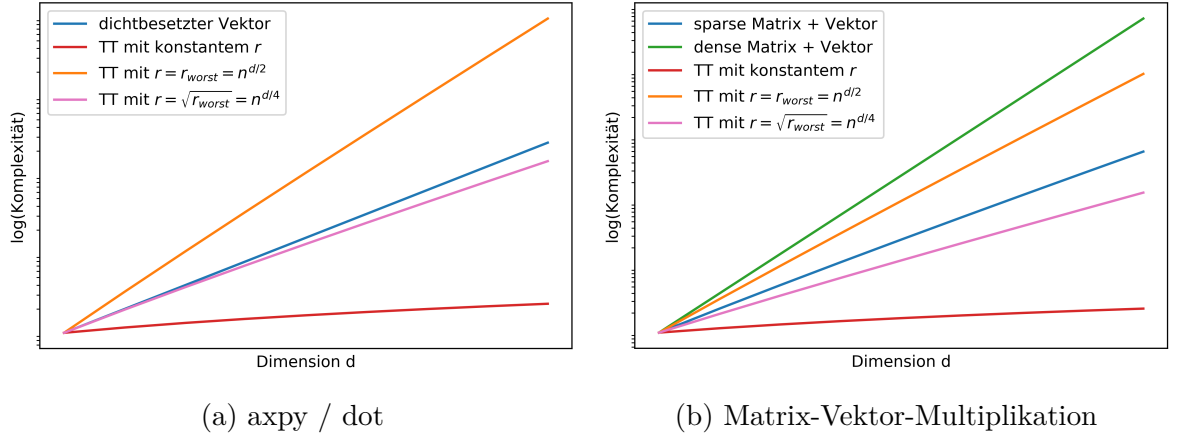 dichtbesetzter Vektor
TT mit konstantem r
TT mit r = r_worst = n^{d/2}
TT mit r = √r_worst = n^{d/4}
log(Komplexität)
Dimension d
(a) axpy / dot
sparse Matrix + Vektor
dense Matrix + Vektor
TT mit konstantem r
TT mit r = r_worst = n^{d/2}
TT mit r = √r_worst = n^{d/4}
log(Komplexität)
Dimension d
(b) Matrix-Vektor-Multiplikation